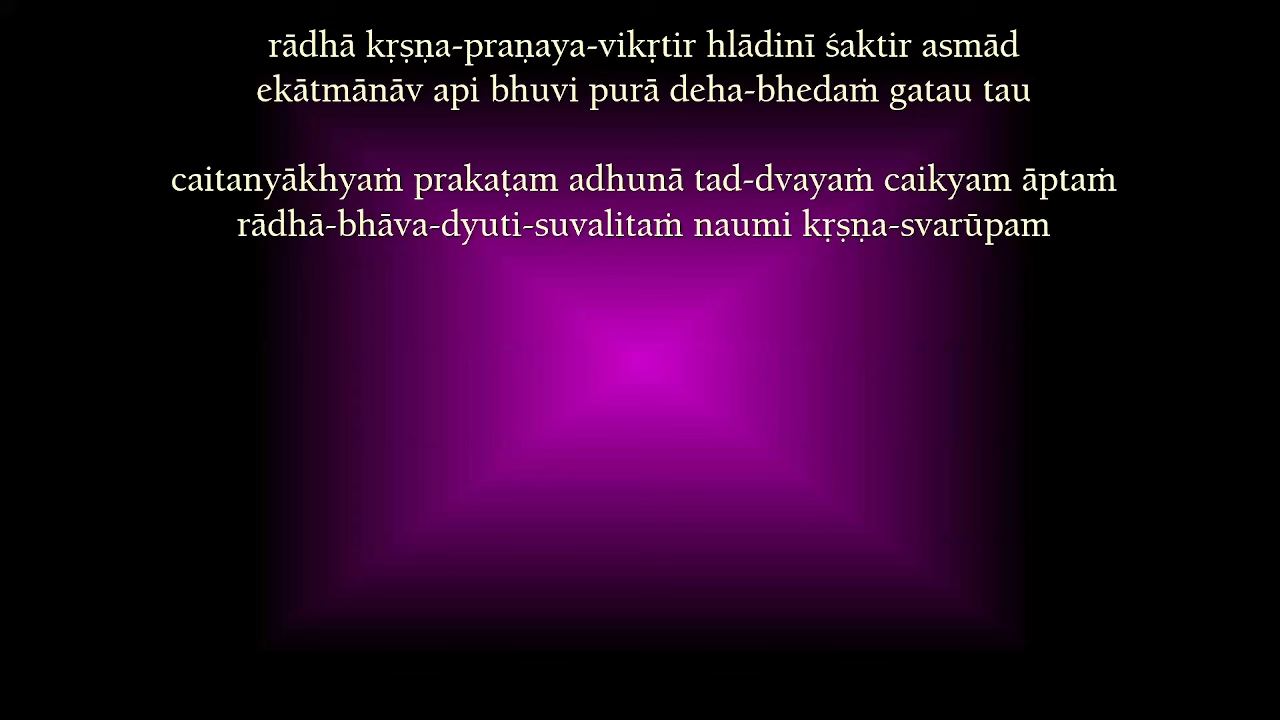 rādhā kṛṣṇa-praṇaya-vikṛtir hlādinī śaktir asmād
ekātmānāv api bhuvi purā deha-bhedaṁ gatau tau
caitanyākhyaṁ prakaṭam adhunā tad-dvayaṁ caikyam āptaṁ
rādhā-bhāva-dyuti-suvalitaṁ naumi kṛṣṇa-svarūpam